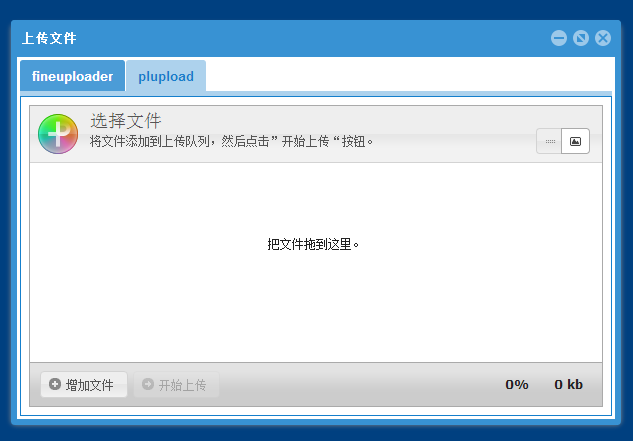 上传文件
fineuploader
plupload
选择文件
将文件添加到上传队列，然后点击”开始上传“按钮。
把文件拖到这里。
增加文件
开始上传
0%
0 kb